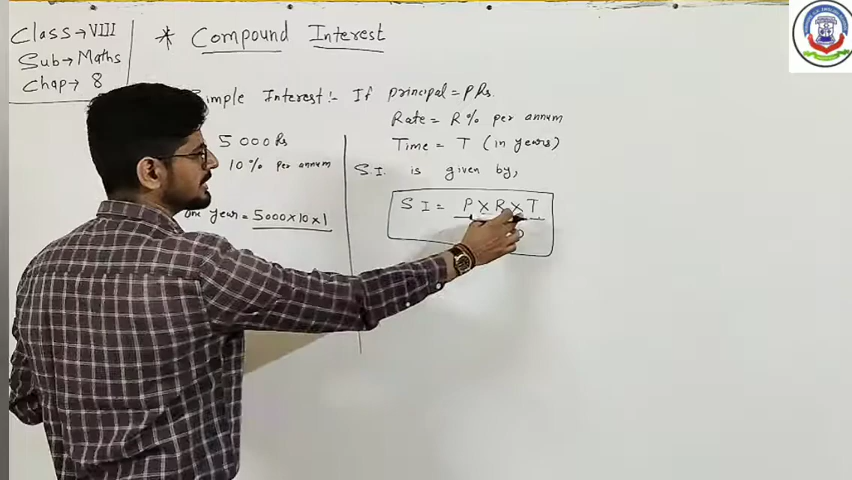 Class → VIII
Sub → Maths
Chap → 8
* Compound Interest
Simple Interest :- If principal = P Rs.
Rate = R% per annum
Time = T (in years)
S.I. is given by,
S I = P × R × T
5000 Rs
10% per annum
One year = 5000×10×1